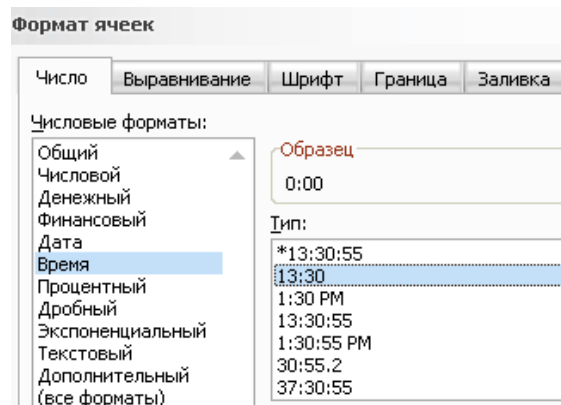 Формат ячеек
Число Выравнивание Шрифт Граница Заливка
Числовые форматы:
Общий
Числовой
Денежный
Финансовый
Дата
Время
Процентный
Дробный
Экспоненциальный
Текстовый
Дополнительный
(все форматы)
Образец
0:00
Тип:
*13:30:55
13:30
1:30 PM
13:30:55
1:30:55 PM
30:55.2
37:30:55